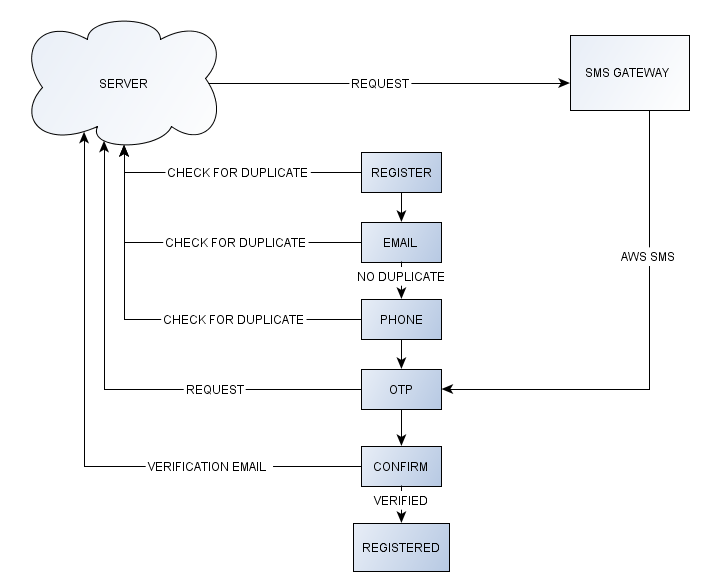 SERVER
REQUEST
SMS GATEWAY
CHECK FOR DUPLICATE
REGISTER
CHECK FOR DUPLICATE
EMAIL
AWS SMS
NO DUPLICATE
CHECK FOR DUPLICATE
PHONE
REQUEST
OTP
VERIFICATION EMAIL
CONFIRM
VERIFIED
REGISTERED